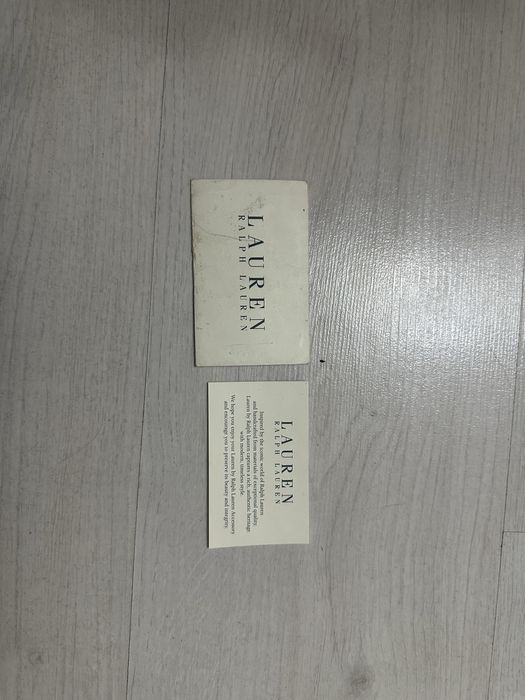 LAUREN
RALPH LAUREN
LAUREN
RALPH LAUREN
Inspired by the iconic world of Ralph Lauren
and handcrafted from materials of exceptional quality,
Lauren by Ralph Lauren captures a rich, authentic heritage
with modern, timeless style.
We hope you enjoy your Lauren by Ralph Lauren Accessory
and encourage you to preserve its beauty and integrity.